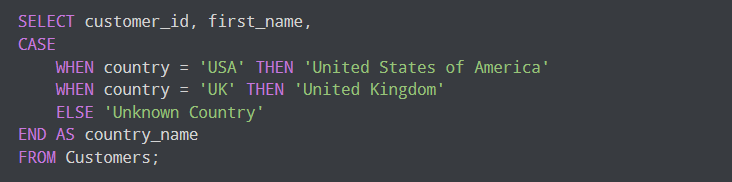 SELECT customer_id, first_name,
CASE
    WHEN country = 'USA' THEN 'United States of America'
    WHEN country = 'UK' THEN 'United Kingdom'
    ELSE 'Unknown Country'
END AS country_name
FROM Customers;